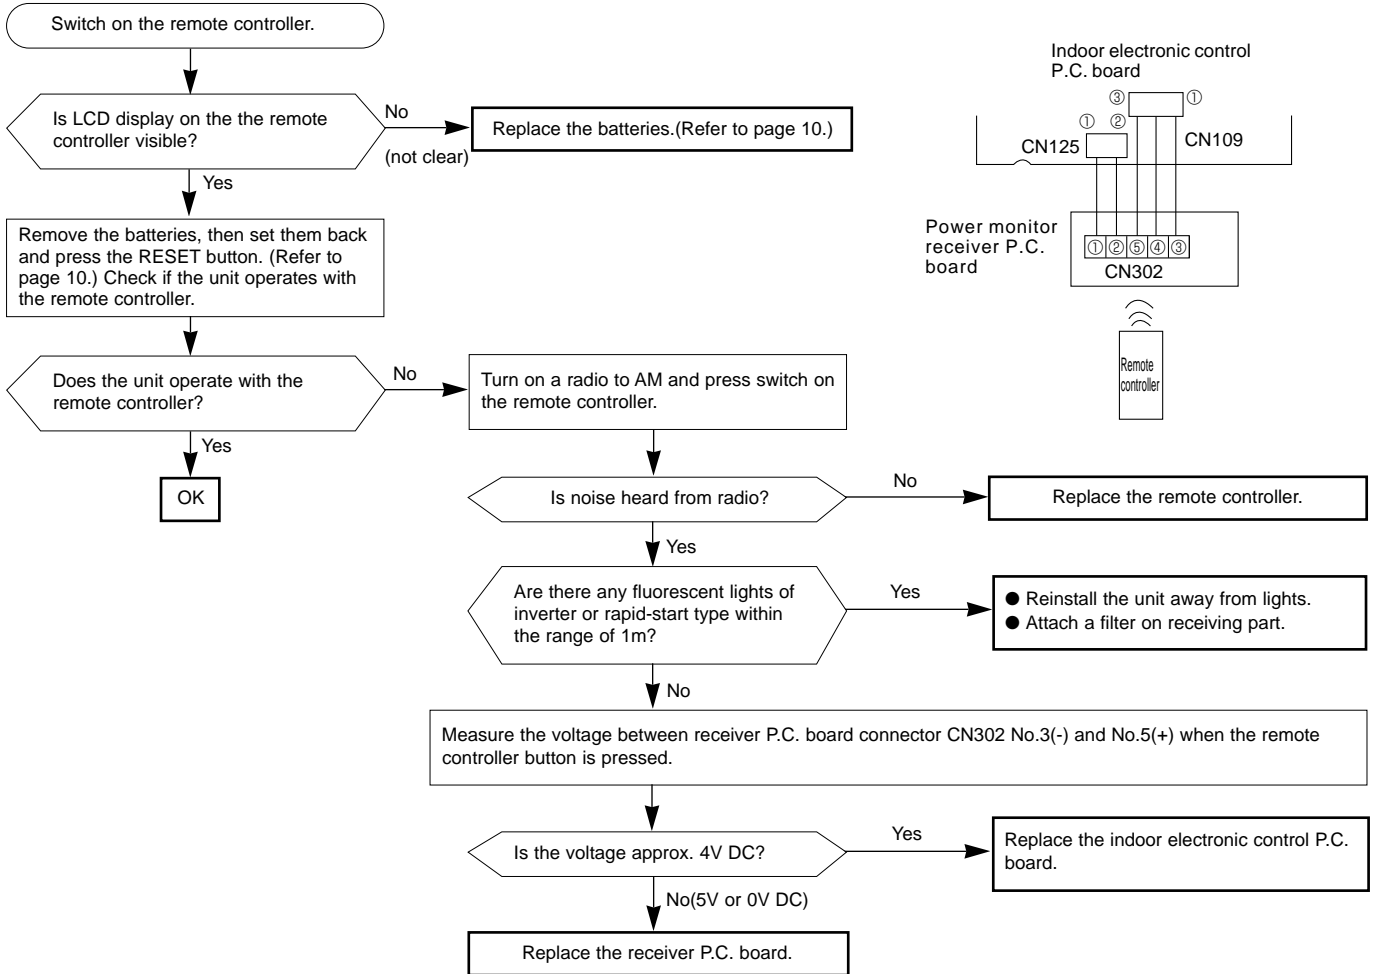 Switch on the remote controller.
Is LCD display on the the remote
controller visible?
No
(not clear)
Replace the batteries.(Refer to page 10.)
Yes
Remove the batteries, then set them back
and press the RESET button. (Refer to
page 10.) Check if the unit operates with
the remote controller.
Does the unit operate with the
remote controller?
No
Yes
OK
Turn on a radio to AM and press switch on
the remote controller.
Is noise heard from radio?
No
Replace the remote controller.
Yes
Are there any fluorescent lights of
inverter or rapid-start type within
the range of 1m?
Yes
● Reinstall the unit away from lights.
● Attach a filter on receiving part.
No
Measure the voltage between receiver P.C. board connector CN302 No.3(-) and No.5(+) when the remote
controller button is pressed.
Is the voltage approx. 4V DC?
Yes
Replace the indoor electronic control P.C.
board.
No(5V or 0V DC)
Replace the receiver P.C. board.
Indoor electronic control
P.C. board
③ ①
① ②
CN125
CN109
Power monitor
receiver P.C.
board
① ② ⑤ ④ ③
CN302
Remote
controller